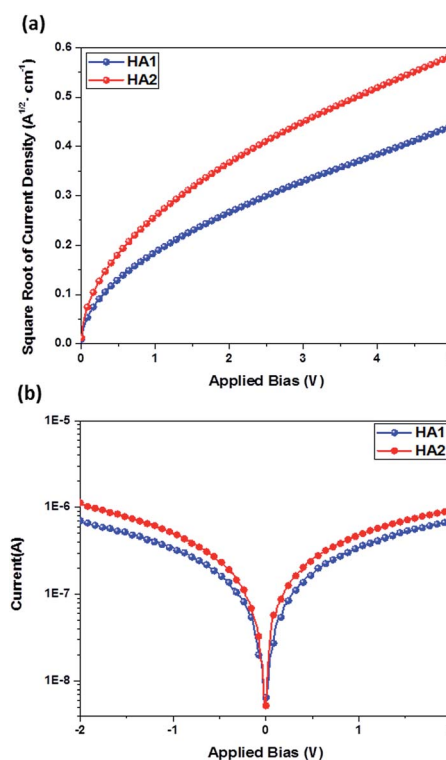 (a)
HA1
HA2
Square Root of Current Density (A^1/2· cm^-1)
0.6
0.5
0.4
0.3
0.2
0.1
0.0
0 1 2 3 4
Applied Bias (V)
(b)
HA1
HA2
Current(A)
1E-5
1E-6
1E-7
1E-8
-2 -1 0 1
Applied Bias (V)